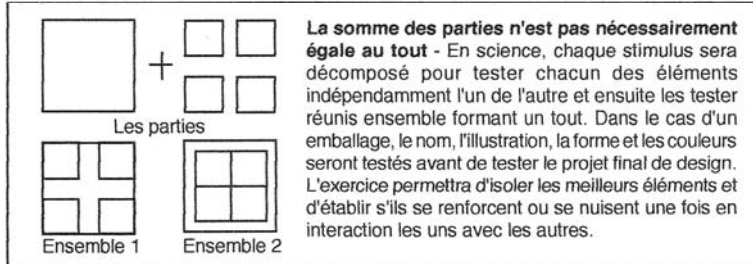 Les parties
Ensemble 1
Ensemble 2
La somme des parties n'est pas nécessairement
égale au tout - En science, chaque stimulus sera
décomposé pour tester chacun des éléments
indépendamment l'un de l'autre et ensuite les tester
réunis ensemble formant un tout. Dans le cas d'un
emballage, le nom, l'illustration, la forme et les couleurs
seront testés avant de tester le projet final de design.
L'exercice permettra d'isoler les meilleurs éléments et
d'établir s'ils se renforcent ou se nuisent une fois en
interaction les uns avec les autres.